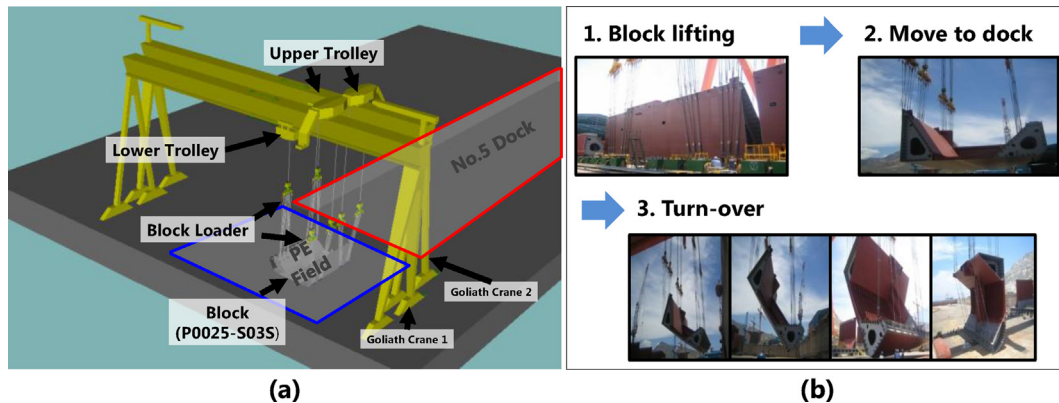 Upper Trolley
Lower Trolley
No.5 Dock
Block Loader
PE
Field
Block
(P0025-S03S)
Goliath Crane 2
Goliath Crane 1
(a)
1. Block lifting
2. Move to dock
3. Turn-over
(b)